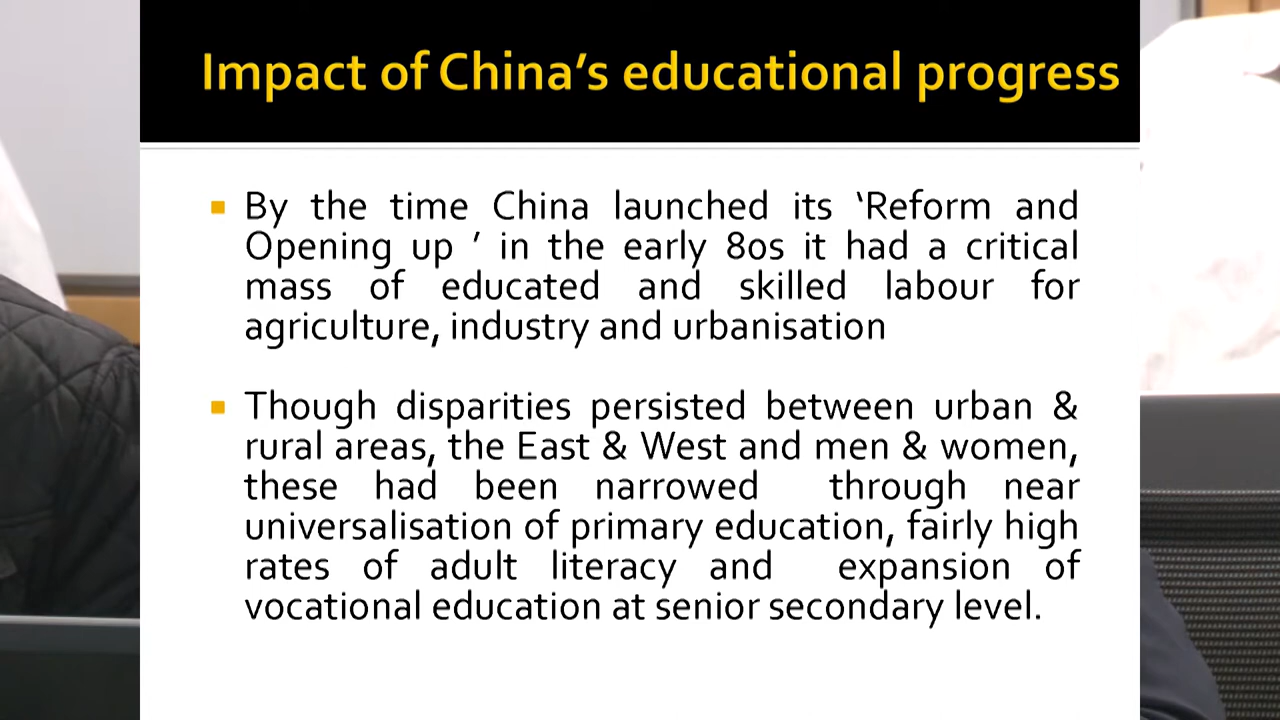 Impact of China's educational progress
By the time China launched its 'Reform and
Opening up ' in the early 80s it had a critical
mass of educated and skilled labour for
agriculture, industry and urbanisation
Though disparities persisted between urban &
rural areas, the East & West and men & women,
these had been narrowed through near
universalisation of primary education, fairly high
rates of adult literacy and expansion of
vocational education at senior secondary level.